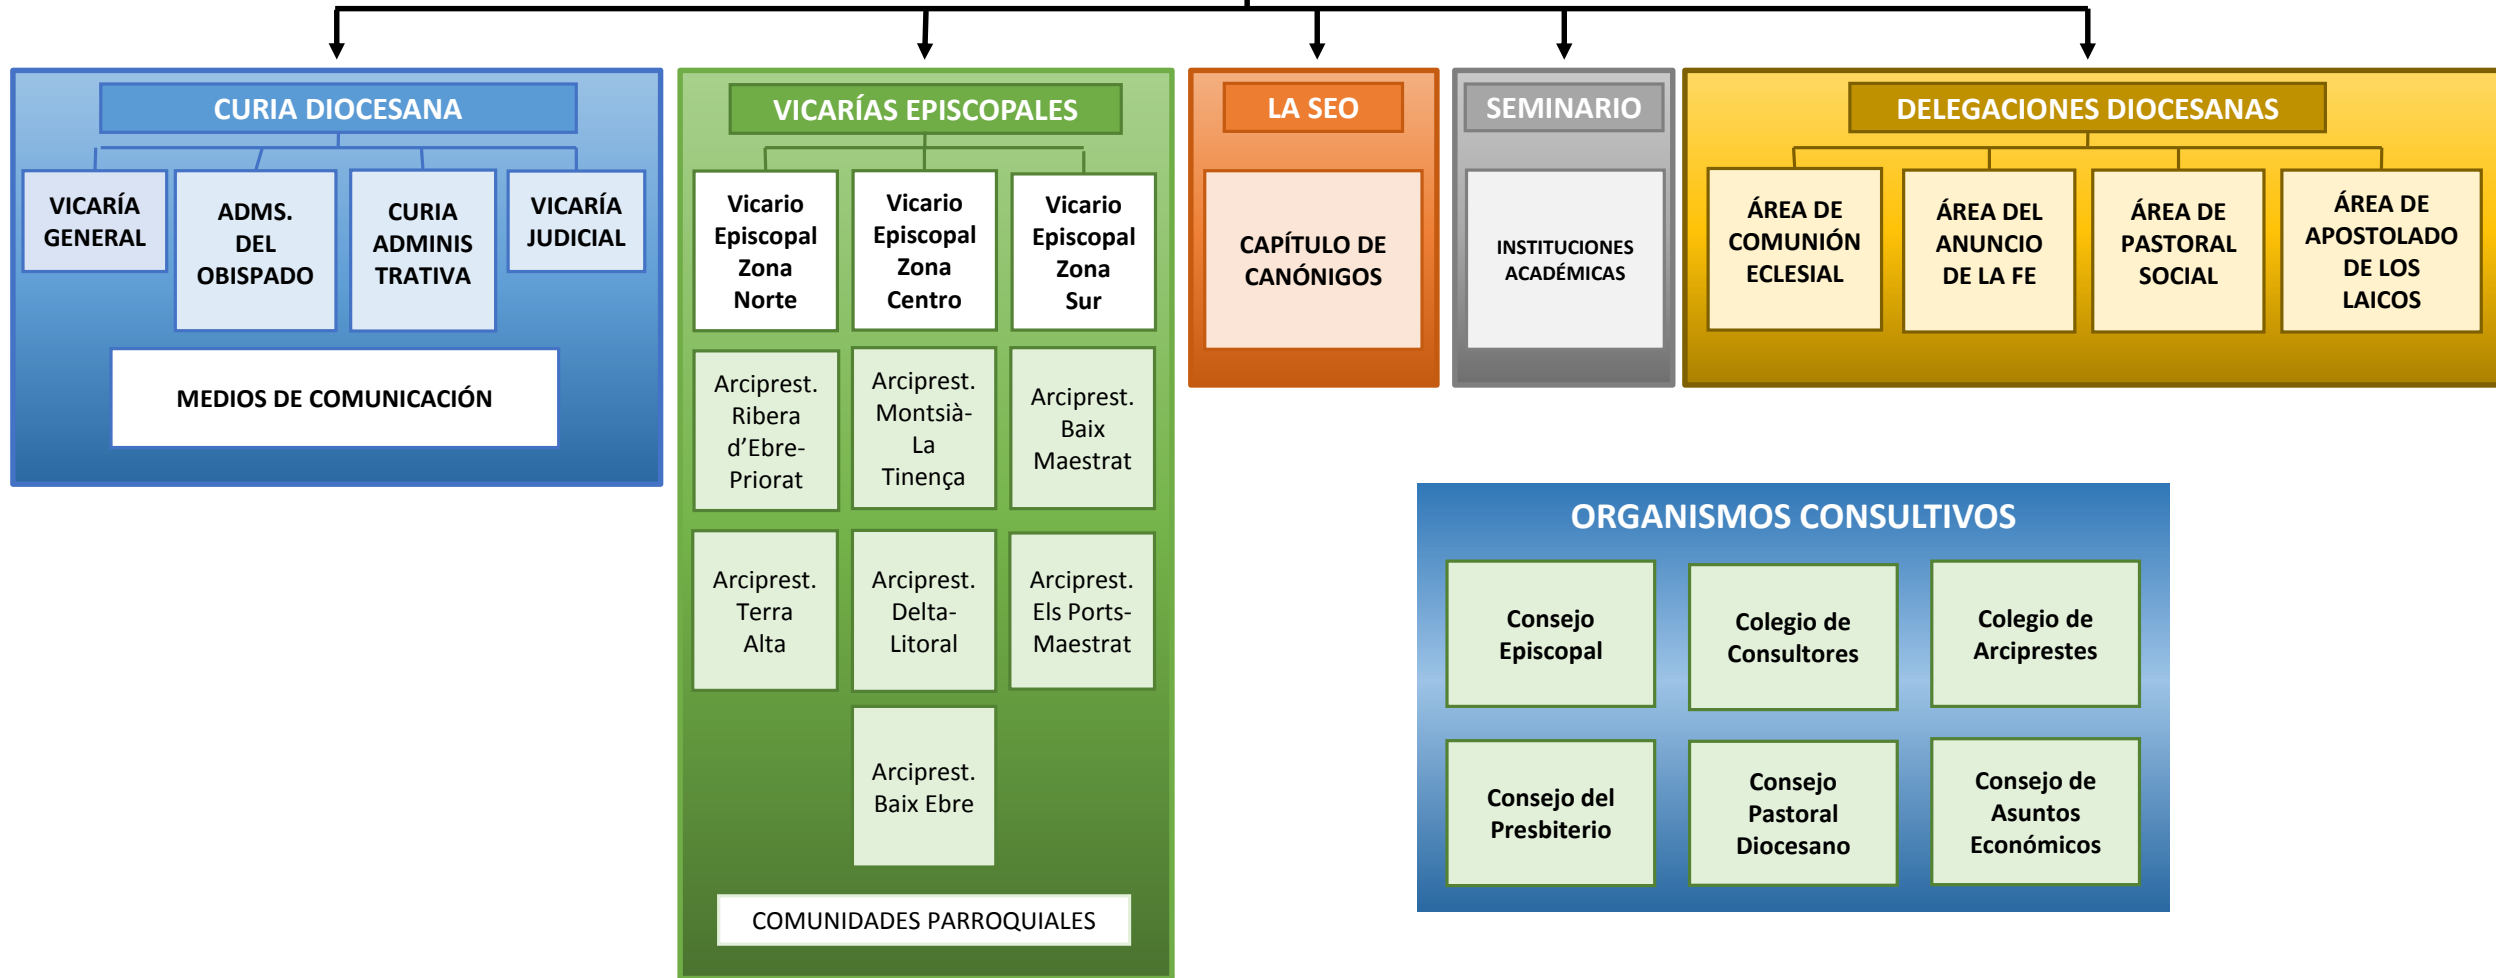 CURIA DIOCESANA
VICARÍA
GENERAL
ADMS.
DEL
OBISPADO
CURIA
ADMINIS
TRATIVA
VICARÍA
JUDICIAL
MEDIOS DE COMUNICACIÓN
VICARÍAS EPISCOPALES
Vicario
Episcopal
Zona
Norte
Vicario
Episcopal
Zona
Centro
Vicario
Episcopal
Zona
Sur
Arciprest.
Ribera
d’Ebre-
Priorat
Arciprest.
Montsià-
La
Tinença
Arciprest.
Baix
Maestrat
Arciprest.
Terra
Alta
Arciprest.
Delta-
Litoral
Arciprest.
Els Ports-
Maestrat
Arciprest.
Baix Ebre
COMUNIDADES PARROQUIALES
LA SEO
CAPÍTULO DE
CANÓNIGOS
SEMINARIO
INSTITUCIONES
ACADÉMICAS
DELEGACIONES DIOCESANAS
ÁREA DE
COMUNIÓN
ECLESIAL
ÁREA DEL
ANUNCIO
DE LA FE
ÁREA DE
PASTORAL
SOCIAL
ÁREA DE
APOSTOLADO
DE LOS
LAICOS
ORGANISMOS CONSULTIVOS
Consejo
Episcopal
Colegio de
Consultores
Colegio de
Arciprestes
Consejo del
Presbiterio
Consejo
Pastoral
Diocesano
Consejo de
Asuntos
Económicos